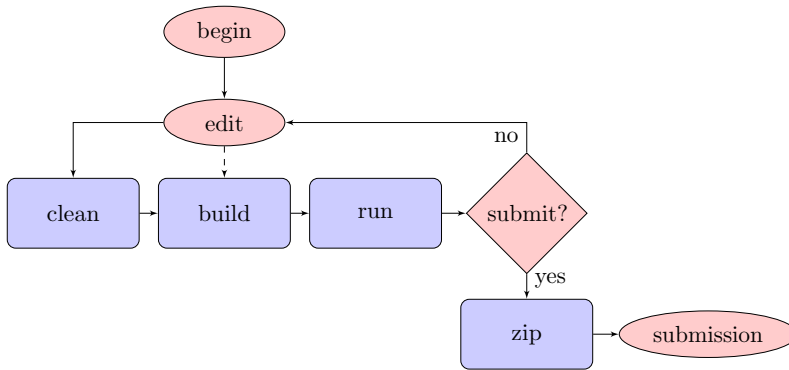 begin
edit
no
clean
build
run
submit?
yes
zip
submission